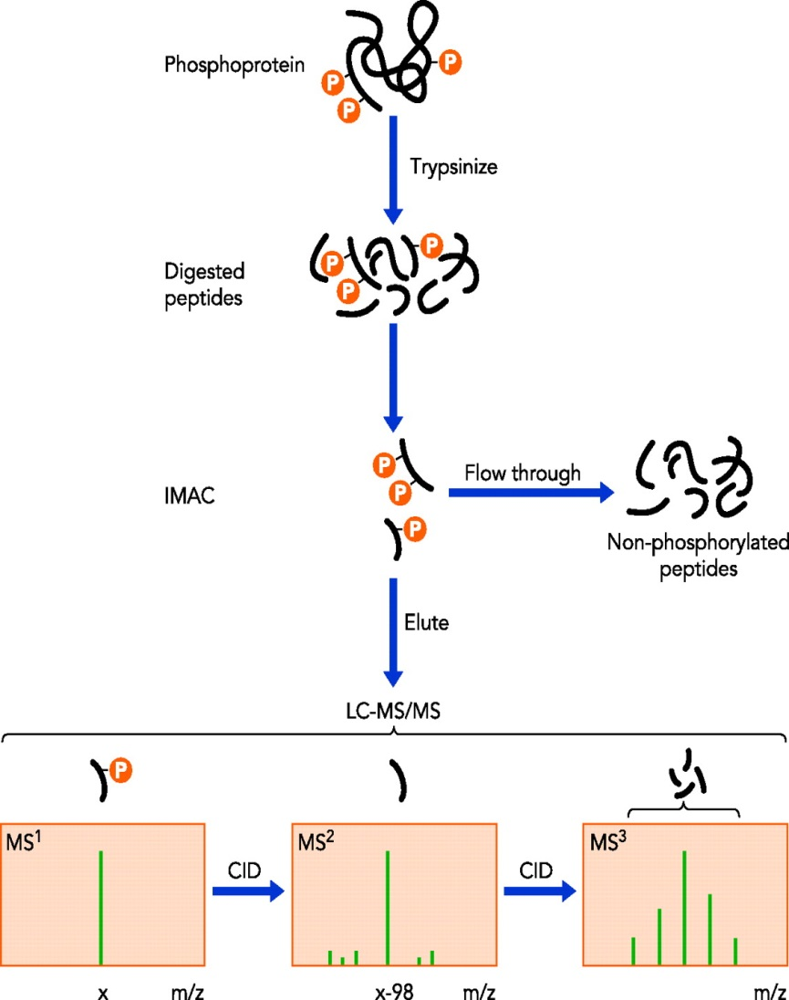 Phosphoprotein
P
P
P
Trypsinize
Digested
peptides
P
P
P
IMAC
P
P
P
Flow through
Non-phosphorylated
peptides
Elute
LC-MS/MS
P
MS¹
CID
MS²
CID
MS³
x
m/z
x-98
m/z
m/z